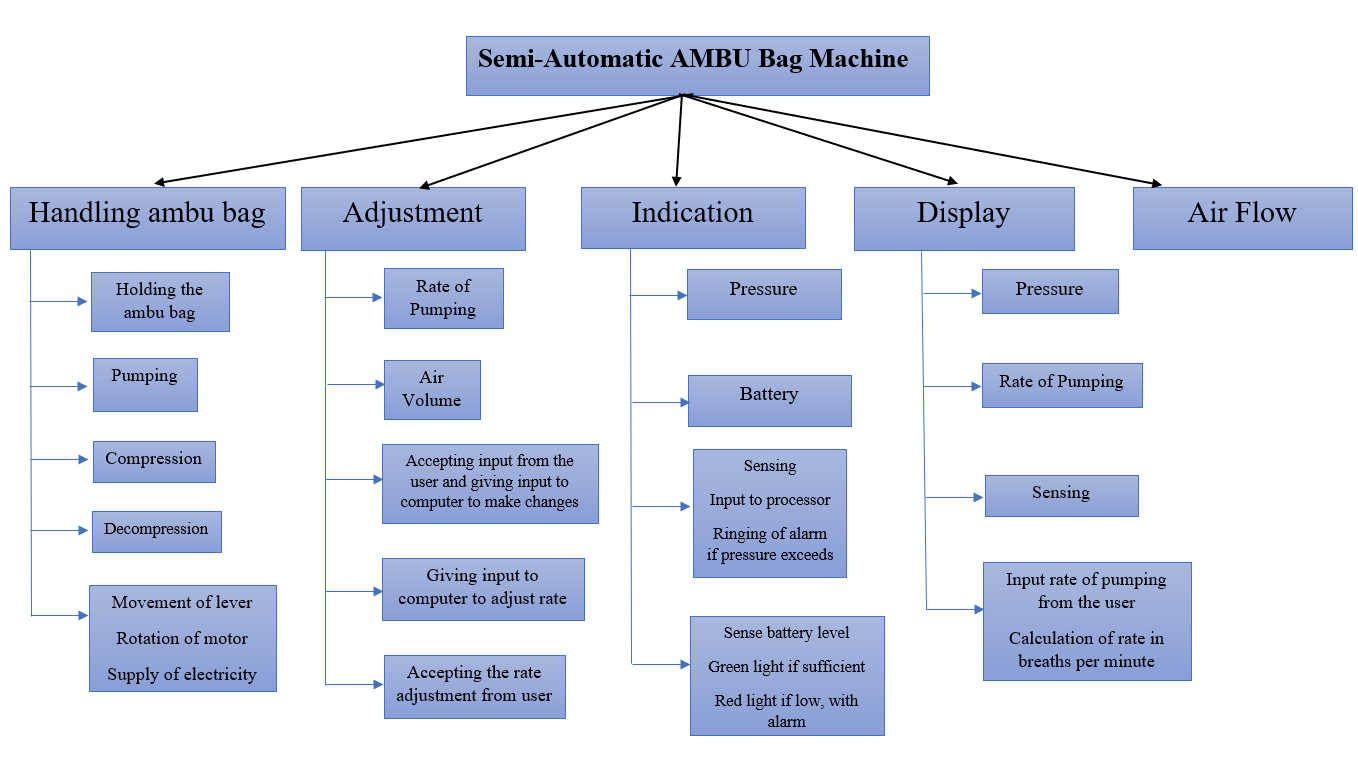 Semi-Automatic AMBU Bag Machine
Handling ambu bag
Adjustment
Indication
Display
Air Flow
Holding the
ambu bag
Pumping
Compression
Decompression
Movement of lever
Rotation of motor
Supply of electricity
Rate of
Pumping
Air
Volume
Accepting input from the
user and giving input to
computer to make changes
Giving input to
computer to adjust rate
Accepting the rate
adjustment from user
Pressure
Battery
Sensing
Input to processor
Ringing of alarm
if pressure exceeds
Sense battery level
Green light if sufficient
Red light if low, with
alarm
Pressure
Rate of Pumping
Sensing
Input rate of pumping
from the user
Calculation of rate in
breaths per minute